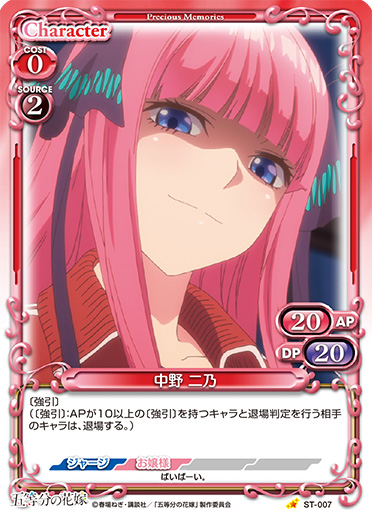 Precious Memories
Character
COST
0
SOURCE
2
20 AP
DP 20
中野 二乃
〔強引〕
(〔強引〕:APが10以上の〔強引〕を持つキャラと退場判定を行う相手
のキャラは、退場する。)
ジャージ お嬢様
ばいばーい。
五等分の花嫁
©春場ねぎ・講談社/「五等分の花嫁」製作委員会
ST-007